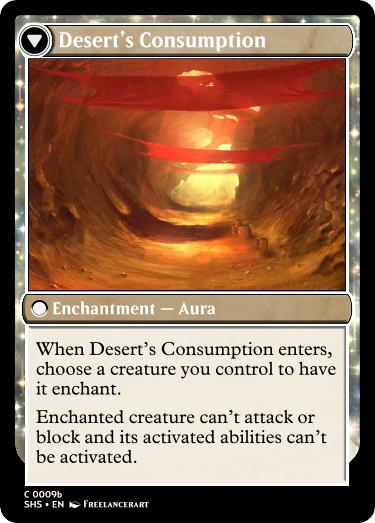 Desert's Consumption
Enchantment — Aura
When Desert's Consumption enters,
choose a creature you control to have
it enchant.
Enchanted creature can't attack or
block and its activated abilities can't
be activated.
C 0009b
SHS • EN Freelancerart